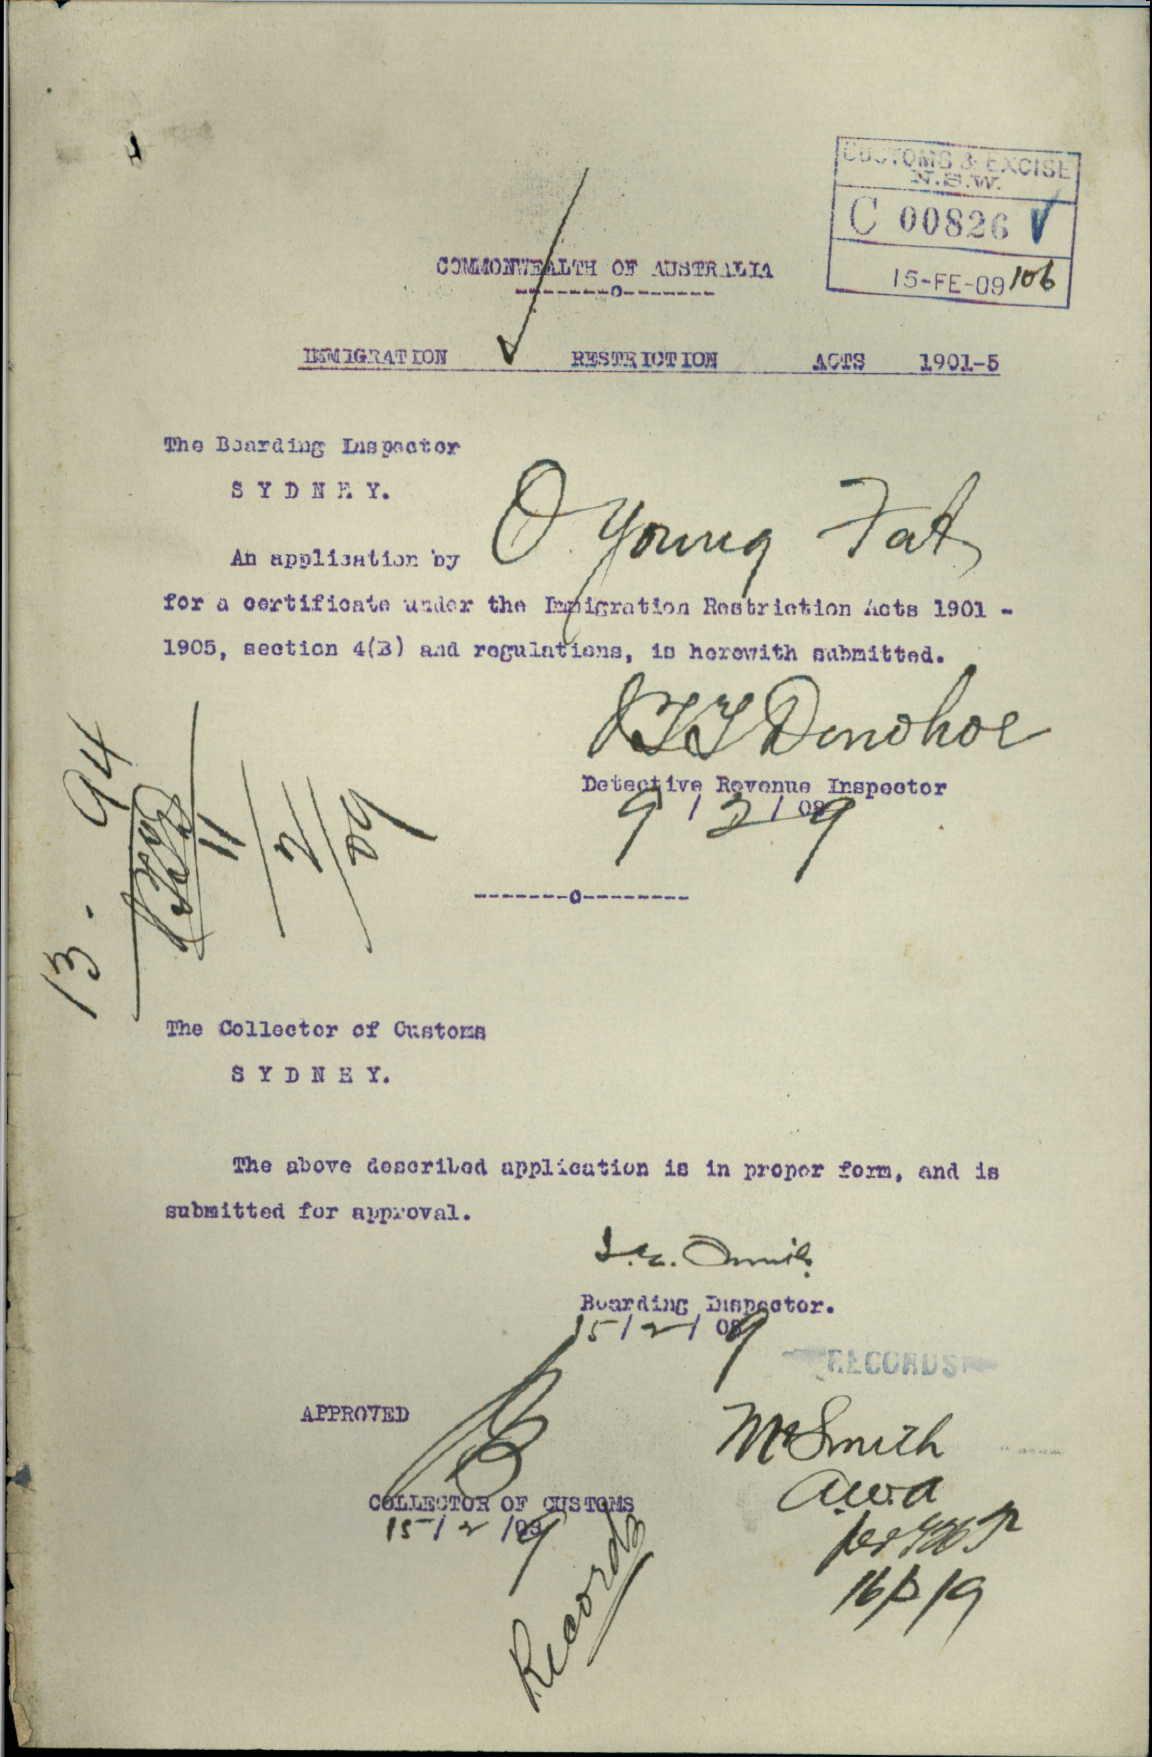 CUSTOMS & EXCISE
N.S.W.
C 00826
15-FE-09 106
COMMONWEALTH OF AUSTRALIA
-------o-------
IMMIGRATION RESTRICTION ACTS 1901-5
The Boarding Inspector
S Y D N E Y.
An application by O. Young Fat
for a certificate under the Immigration Restriction Acts 1901 -
1905, section 4(B) and regulations, is herewith submitted.
Donohoe
Detective Revenue Inspector
9 / 2 / 09
13. 94
11/2/09
-------o--------
The Collector of Customs
S Y D N E Y.
The above described application is in proper form, and is
submitted for approval.
Boarding Inspector.
15 / 2 / 09
RECORDS
APPROVED
Mr Smith
COLLECTOR OF CUSTOMS
15 / 2 / 09
Records
16/2/9